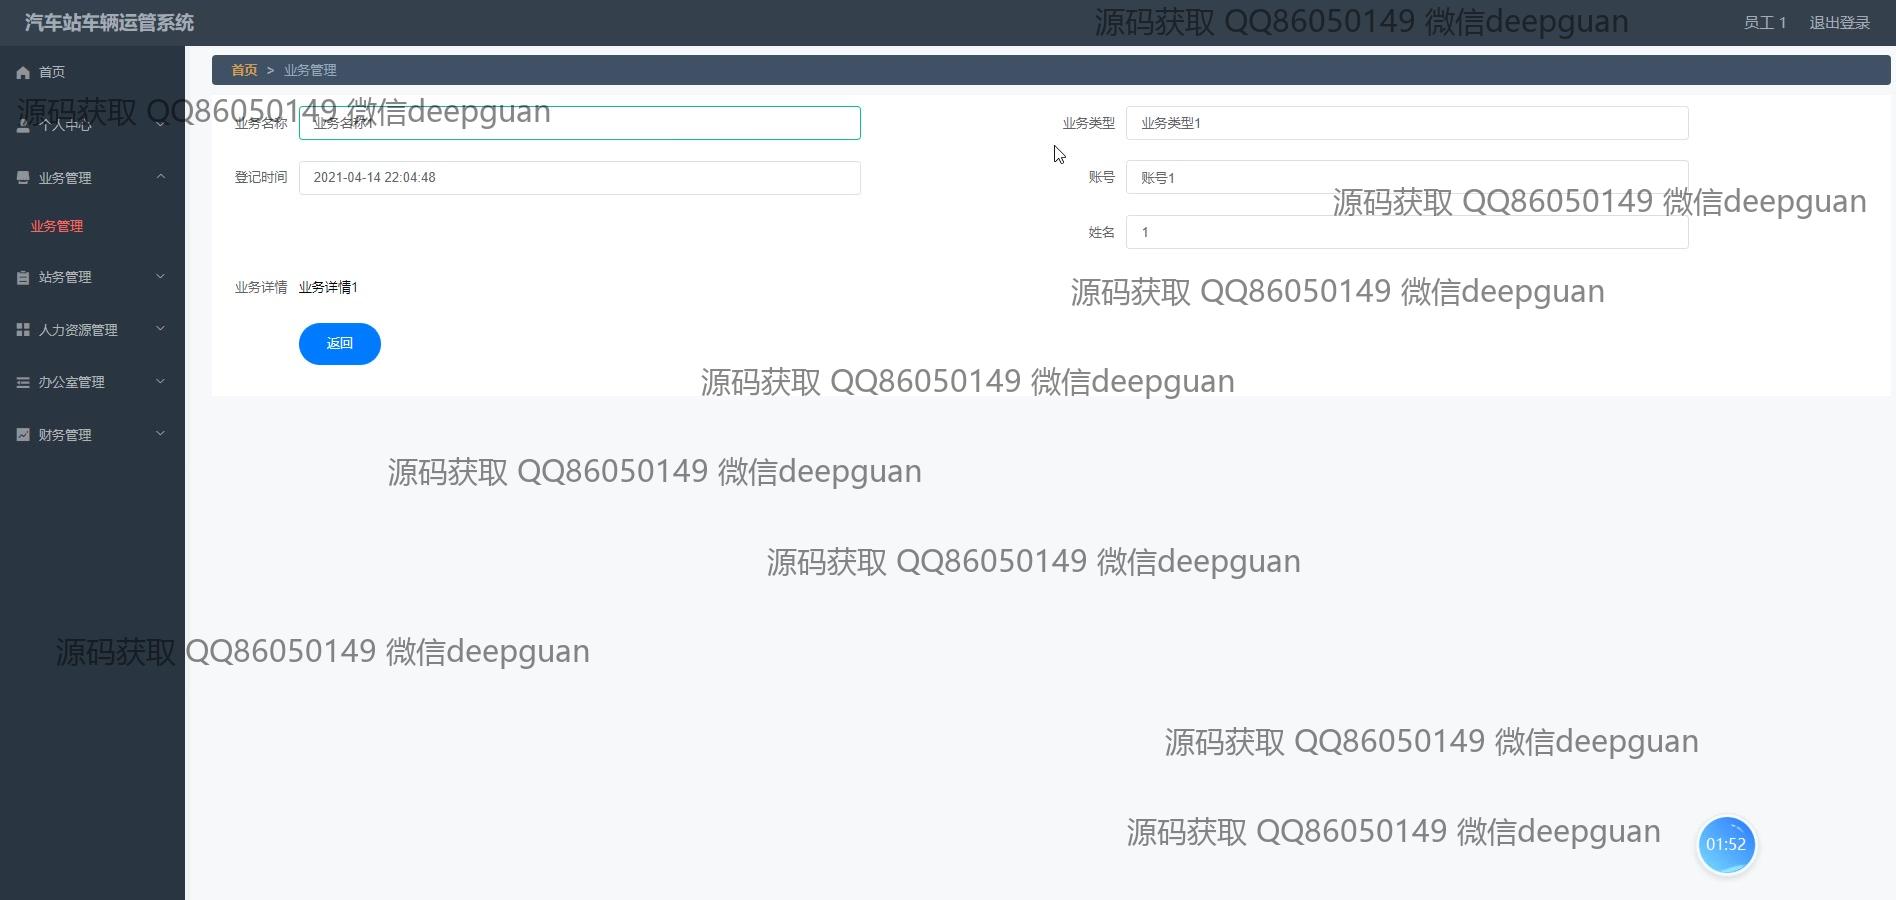 汽车站车辆运管系统
源码获取 QQ86050149 微信deepguan
员工 1 退出登录
首页
首页 > 业务管理
源码获取 QQ86050149 微信deepguan
个人中心
业务名称 业务名称1
业务类型 业务类型1
业务管理
登记时间 2021-04-14 22:04:48
账号 账号1
源码获取 QQ86050149 微信deepguan
业务管理
姓名 1
站务管理
业务详情 业务详情1
源码获取 QQ86050149 微信deepguan
人力资源管理
返回
办公室管理
源码获取 QQ86050149 微信deepguan
财务管理
源码获取 QQ86050149 微信deepguan
源码获取 QQ86050149 微信deepguan
源码获取 QQ86050149 微信deepguan
源码获取 QQ86050149 微信deepguan
源码获取 QQ86050149 微信deepguan
01:52